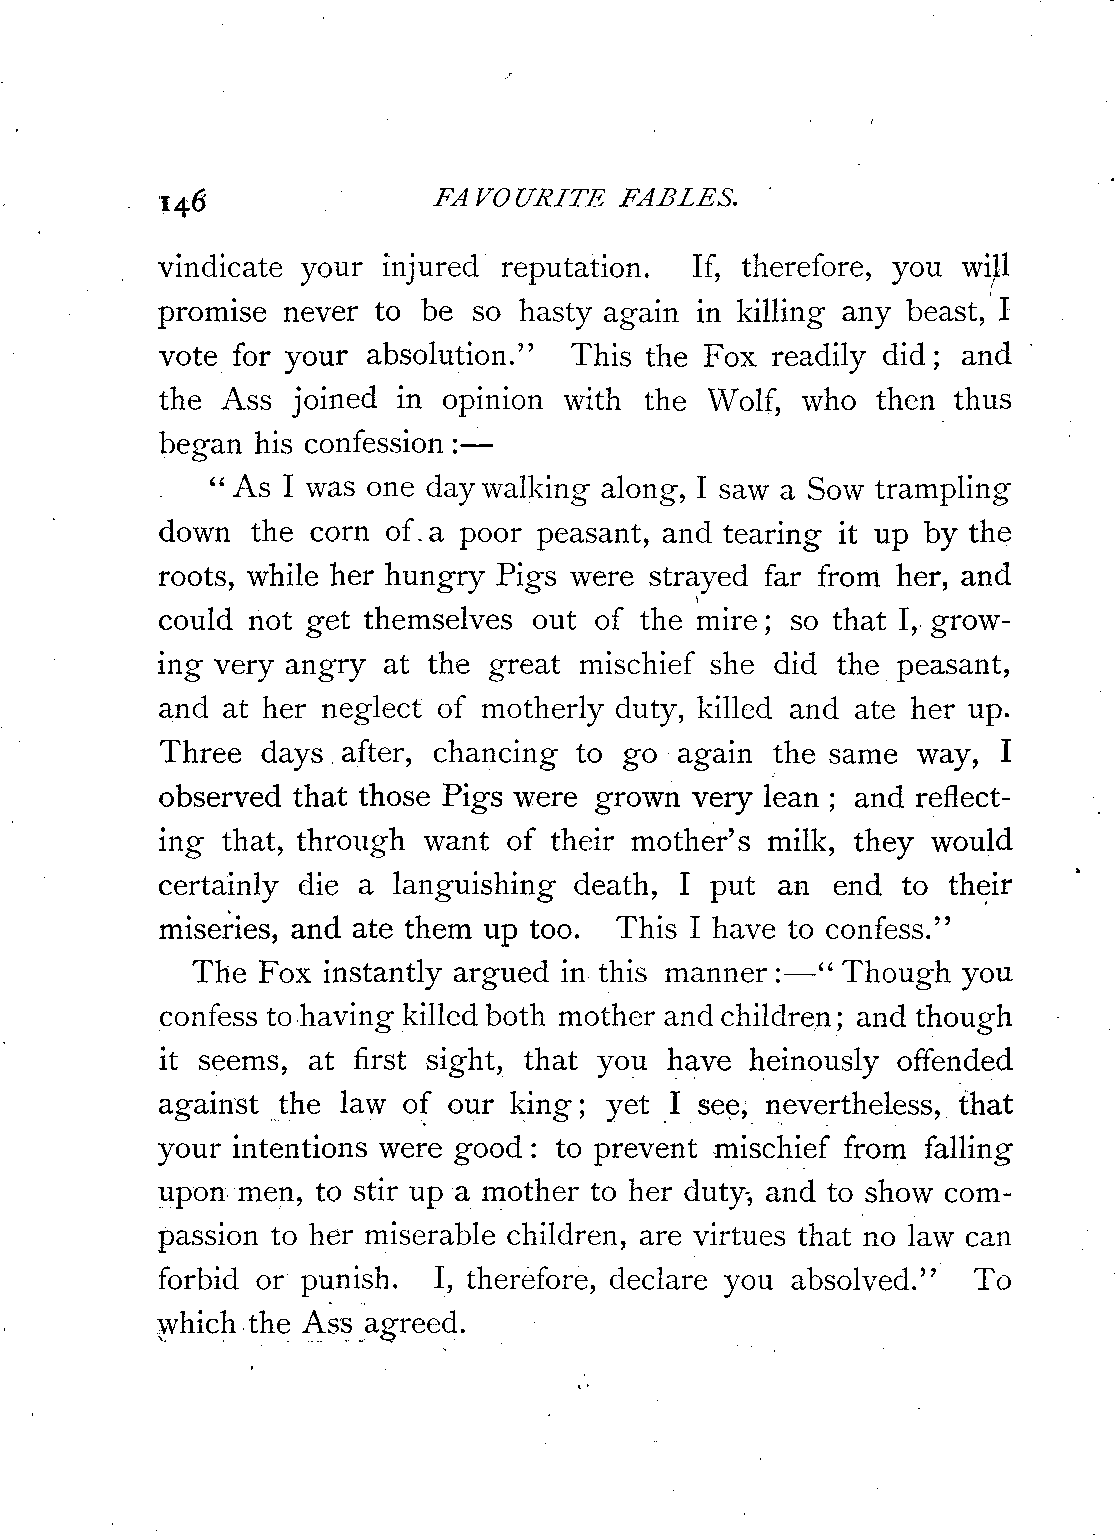 146 FAVOURITE FABLES.
vindicate your injured reputation. If, therefore, you will
promise never to be so hasty again in killing any beast, I
vote for your absolution.” This the Fox readily did; and
the Ass joined in opinion with the Wolf, who then thus
began his confession:—
“As I was one day walking along, I saw a Sow trampling
down the corn of a poor peasant, and tearing it up by the
roots, while her hungry Pigs were strayed far from her, and
could not get themselves out of the mire; so that I, grow-
ing very angry at the great mischief she did the peasant,
and at her neglect of motherly duty, killed and ate her up.
Three days after, chancing to go again the same way, I
observed that those Pigs were grown very lean; and reflect-
ing that, through want of their mother’s milk, they would
certainly die a languishing death, I put an end to their
miseries, and ate them up too. This I have to confess.”
The Fox instantly argued in this manner:—“Though you
confess to having killed both mother and children; and though
it seems, at first sight, that you have heinously offended
against the law of our king; yet I see, nevertheless, that
your intentions were good: to prevent mischief from falling
upon men, to stir up a mother to her duty, and to show com-
passion to her miserable children, are virtues that no law can
forbid or punish. I, therefore, declare you absolved.” To
which the Ass agreed.